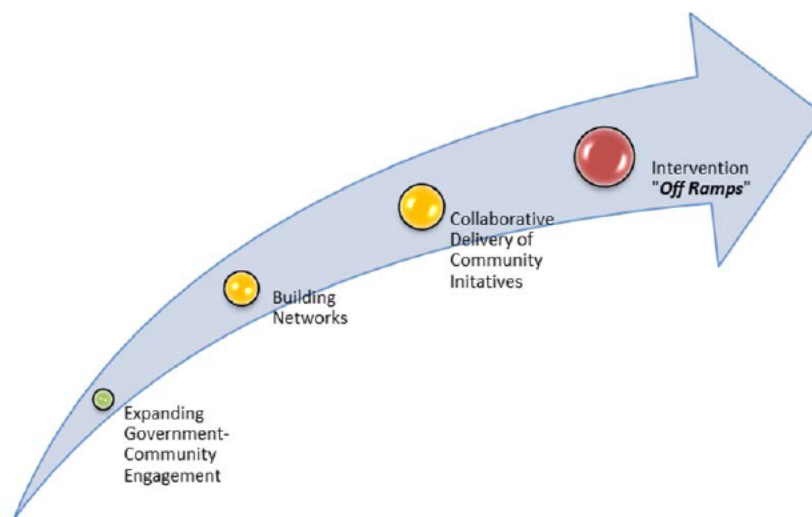 Intervention
"Off Ramps"
Collaborative
Delivery of
Community
Initatives
Building
Networks
Expanding
Government-
Community
Engagement